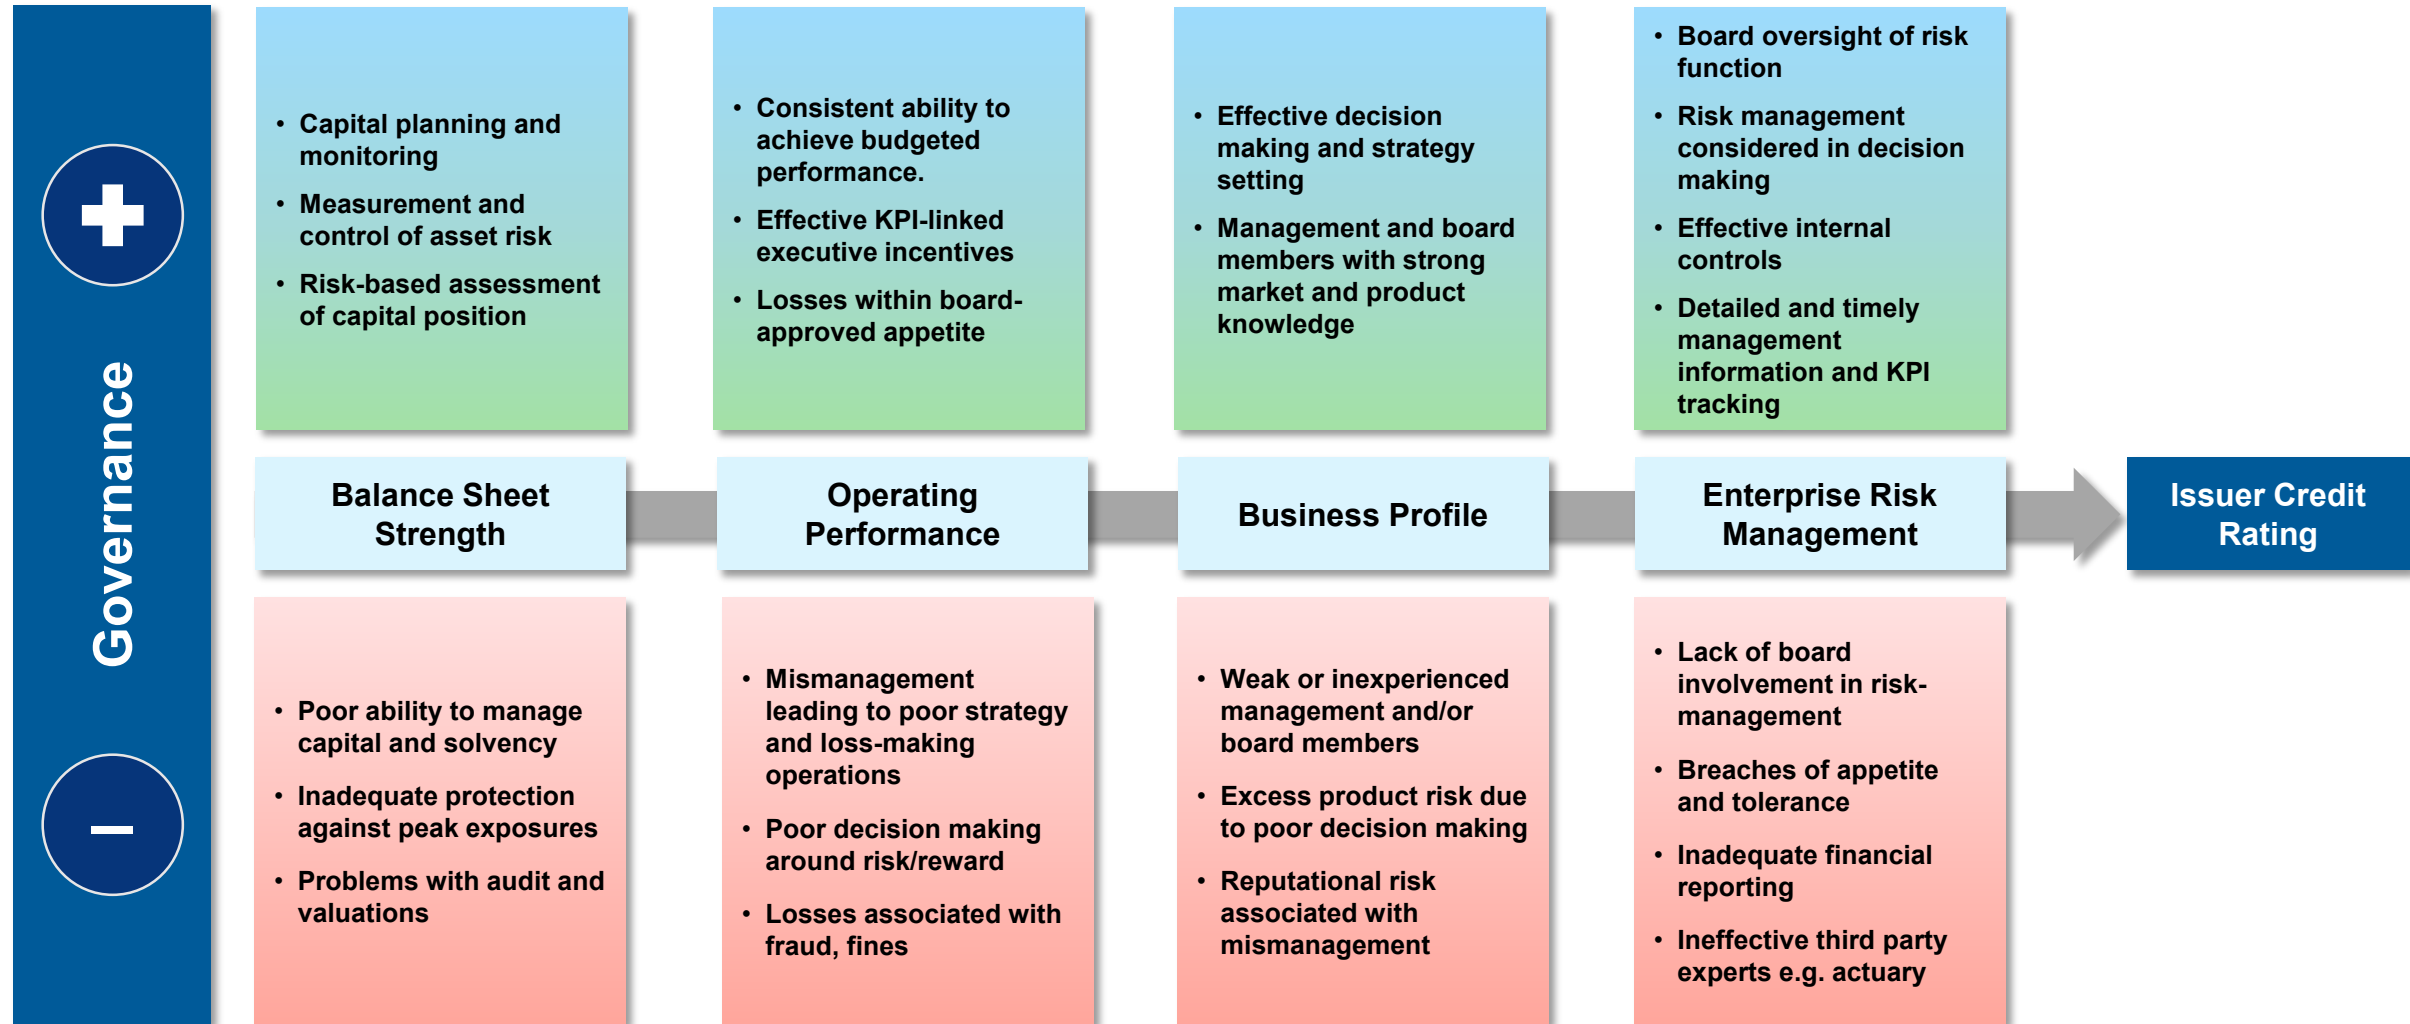 Governance
• Capital planning and
monitoring
• Measurement and
control of asset risk
• Risk-based assessment
of capital position
• Consistent ability to
achieve budgeted
performance.
• Effective KPI-linked
executive incentives
• Losses within board-
approved appetite
• Effective decision
making and strategy
setting
• Management and board
members with strong
market and product
knowledge
• Board oversight of risk
function
• Risk management
considered in decision
making
• Effective internal
controls
• Detailed and timely
management
information and KPI
tracking
Balance Sheet
Strength
Operating
Performance
Business Profile
Enterprise Risk
Management
Issuer Credit
Rating
• Poor ability to manage
capital and solvency
• Inadequate protection
against peak exposures
• Problems with audit and
valuations
• Mismanagement
leading to poor strategy
and loss-making
operations
• Poor decision making
around risk/reward
• Losses associated with
fraud, fines
• Weak or inexperienced
management and/or
board members
• Excess product risk due
to poor decision making
• Reputational risk
associated with
mismanagement
• Lack of board
involvement in risk-
management
• Breaches of appetite
and tolerance
• Inadequate financial
reporting
• Ineffective third party
experts e.g. actuary